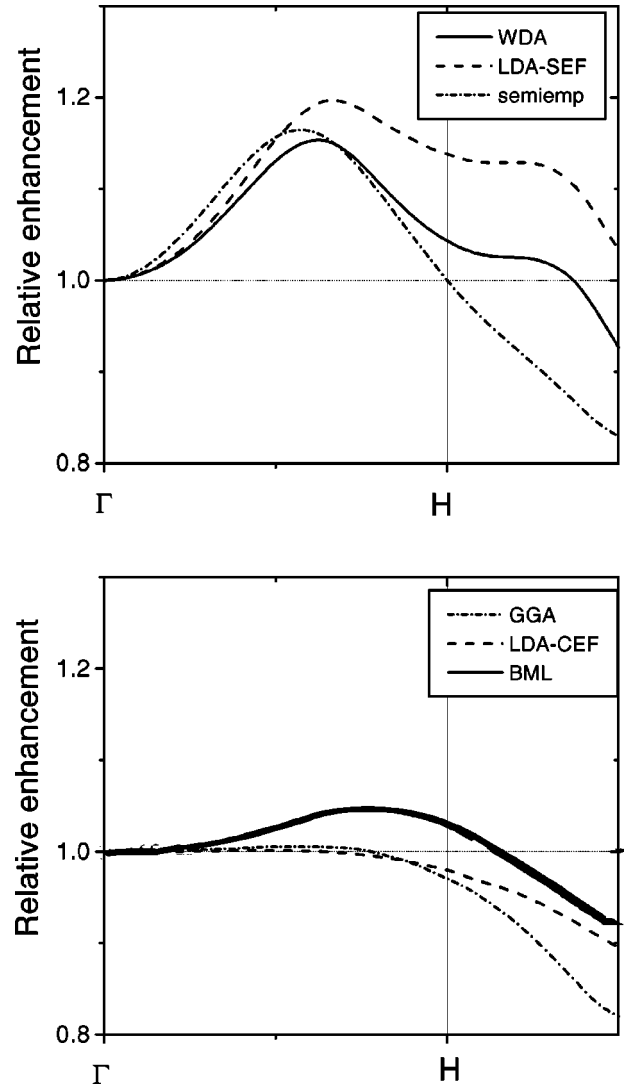 WDA
LDA-SEF
semiemp
1.2
1.0
0.8
Relative enhancement
Γ
H
GGA
LDA-CEF
BML
1.2
1.0
0.8
Relative enhancement
Γ
H